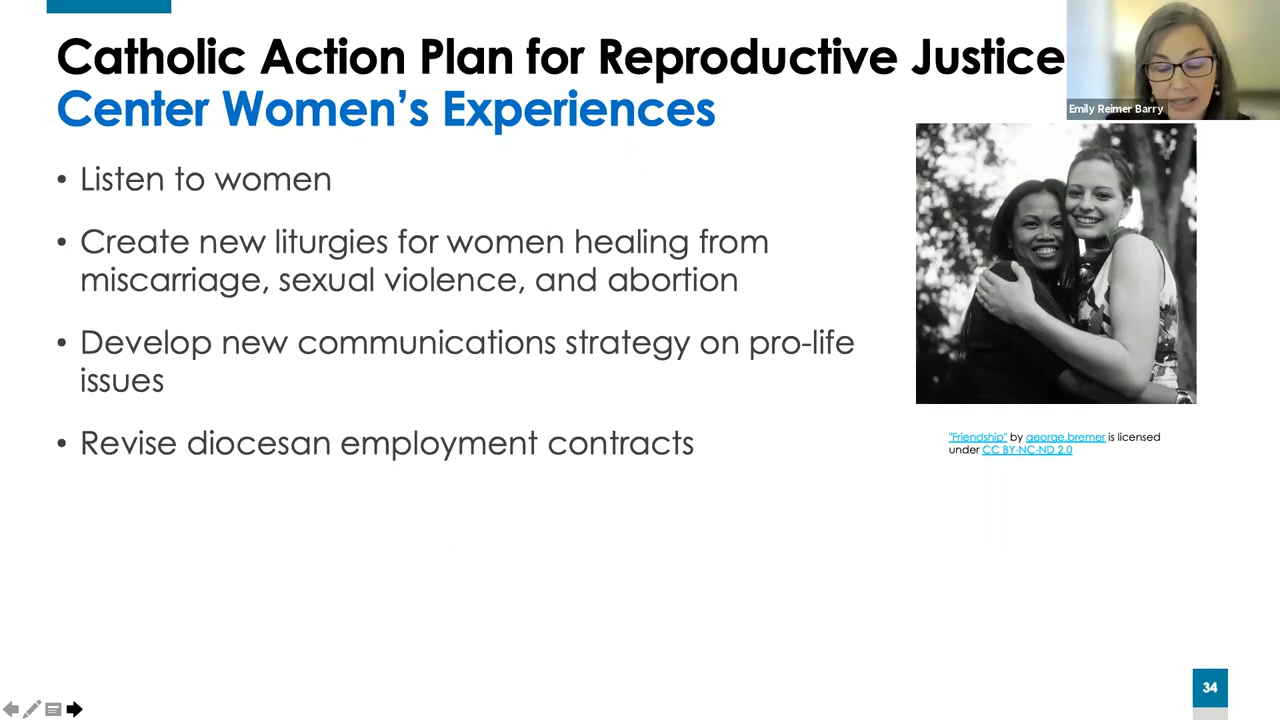 Catholic Action Plan for Reproductive Justice
Center Women’s Experiences
Emily Reimer Barry
• Listen to women
• Create new liturgies for women healing from
miscarriage, sexual violence, and abortion
• Develop new communications strategy on pro-life
issues
• Revise diocesan employment contracts
"Friendship" by george.bremer is licensed
under CC BY-NC-ND 2.0
34